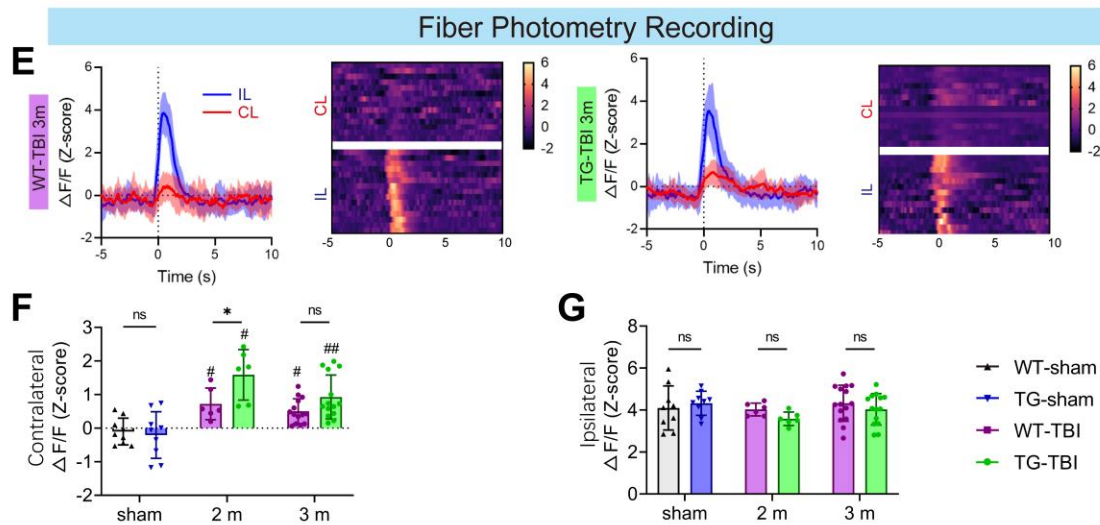 Fiber Photometry Recording
E
WT-TBI 3m
ΔF/F (Z-score)
6
4
2
0
-2
-5
0
5
10
Time (s)
IL
CL
CL
IL
-5
0
5
10
6
4
2
0
-2
TG-TBI 3m
ΔF/F (Z-score)
6
4
2
0
-2
-5
0
5
10
Time (s)
CL
IL
-5
0
5
10
6
4
2
0
-2
F
Contralateral
ΔF/F (Z-score)
3
2
1
0
-1
-2
ns
*
ns
#
#
#
##
sham
2 m
3 m
G
Ipsilateral
ΔF/F (Z-score)
8
6
4
2
0
ns
ns
ns
sham
2 m
3 m
WT-sham
TG-sham
WT-TBI
TG-TBI